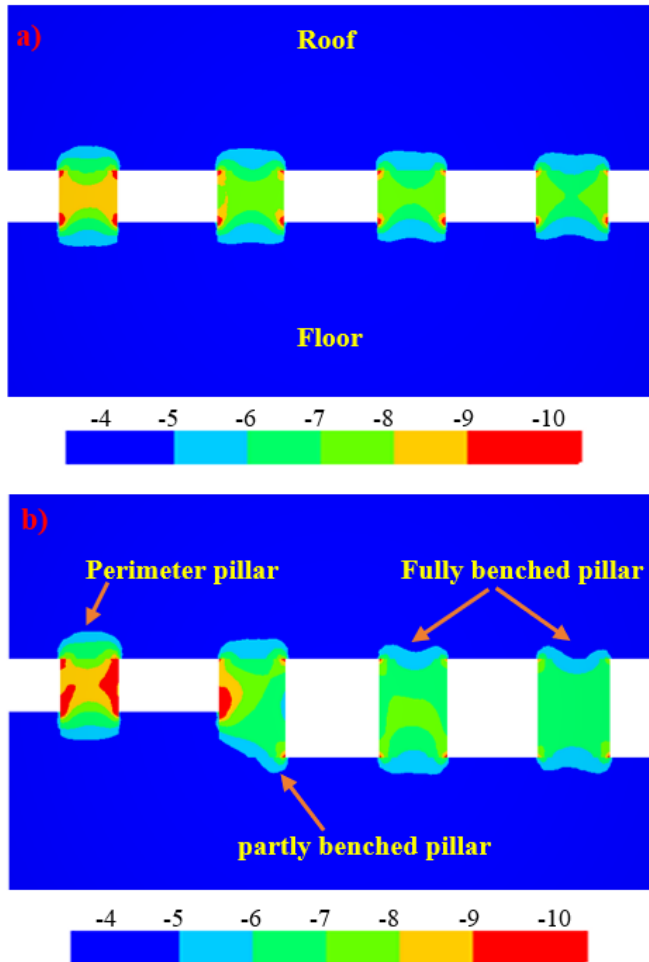 a)
Roof
Floor
-4 -5 -6 -7 -8 -9 -10
b)
Perimeter pillar
Fully benched pillar
partly benched pillar
-4 -5 -6 -7 -8 -9 -10